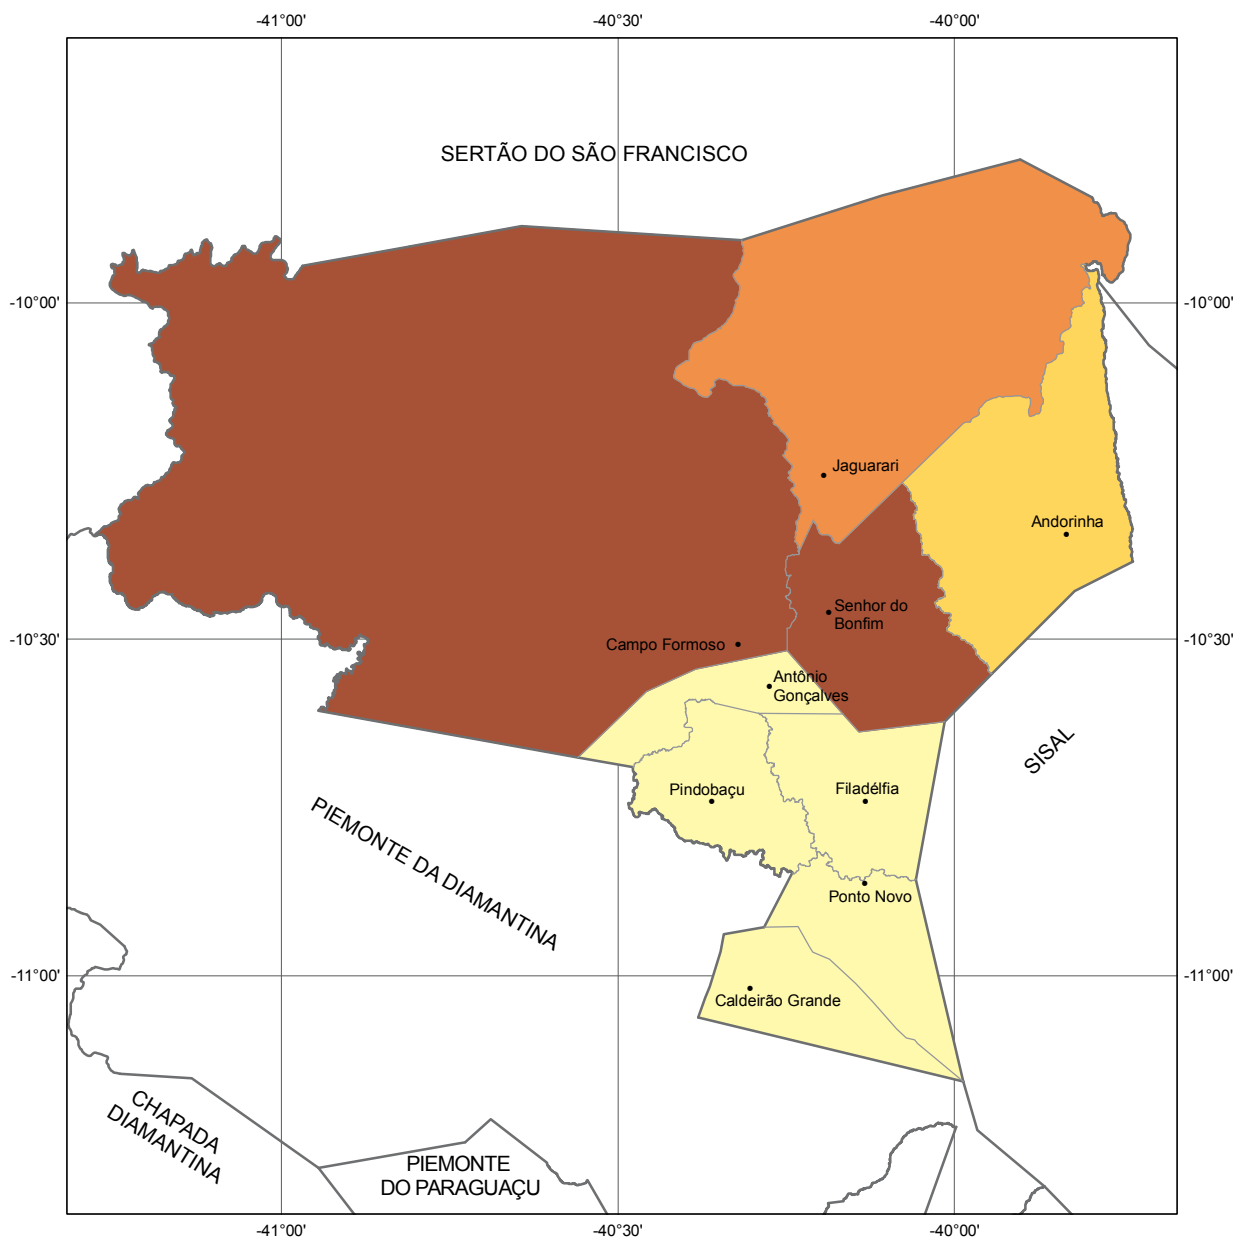 -41°00'
-40°30'
-40°00'
SERTÃO DO SÃO FRANCISCO
-10°00'
-10°00'
Jaguarari
Andorinha
Senhor do
Bonfim
-10°30'
-10°30'
Campo Formoso
Antônio
Gonçalves
SISAL
Pindobaçu
Filadélfia
PIEMONTE DA DIAMANTINA
Ponto Novo
-11°00'
-11°00'
Caldeirão Grande
CHAPADA
DIAMANTINA
PIEMONTE
DO PARAGUAÇU
-41°00'
-40°30'
-40°00'